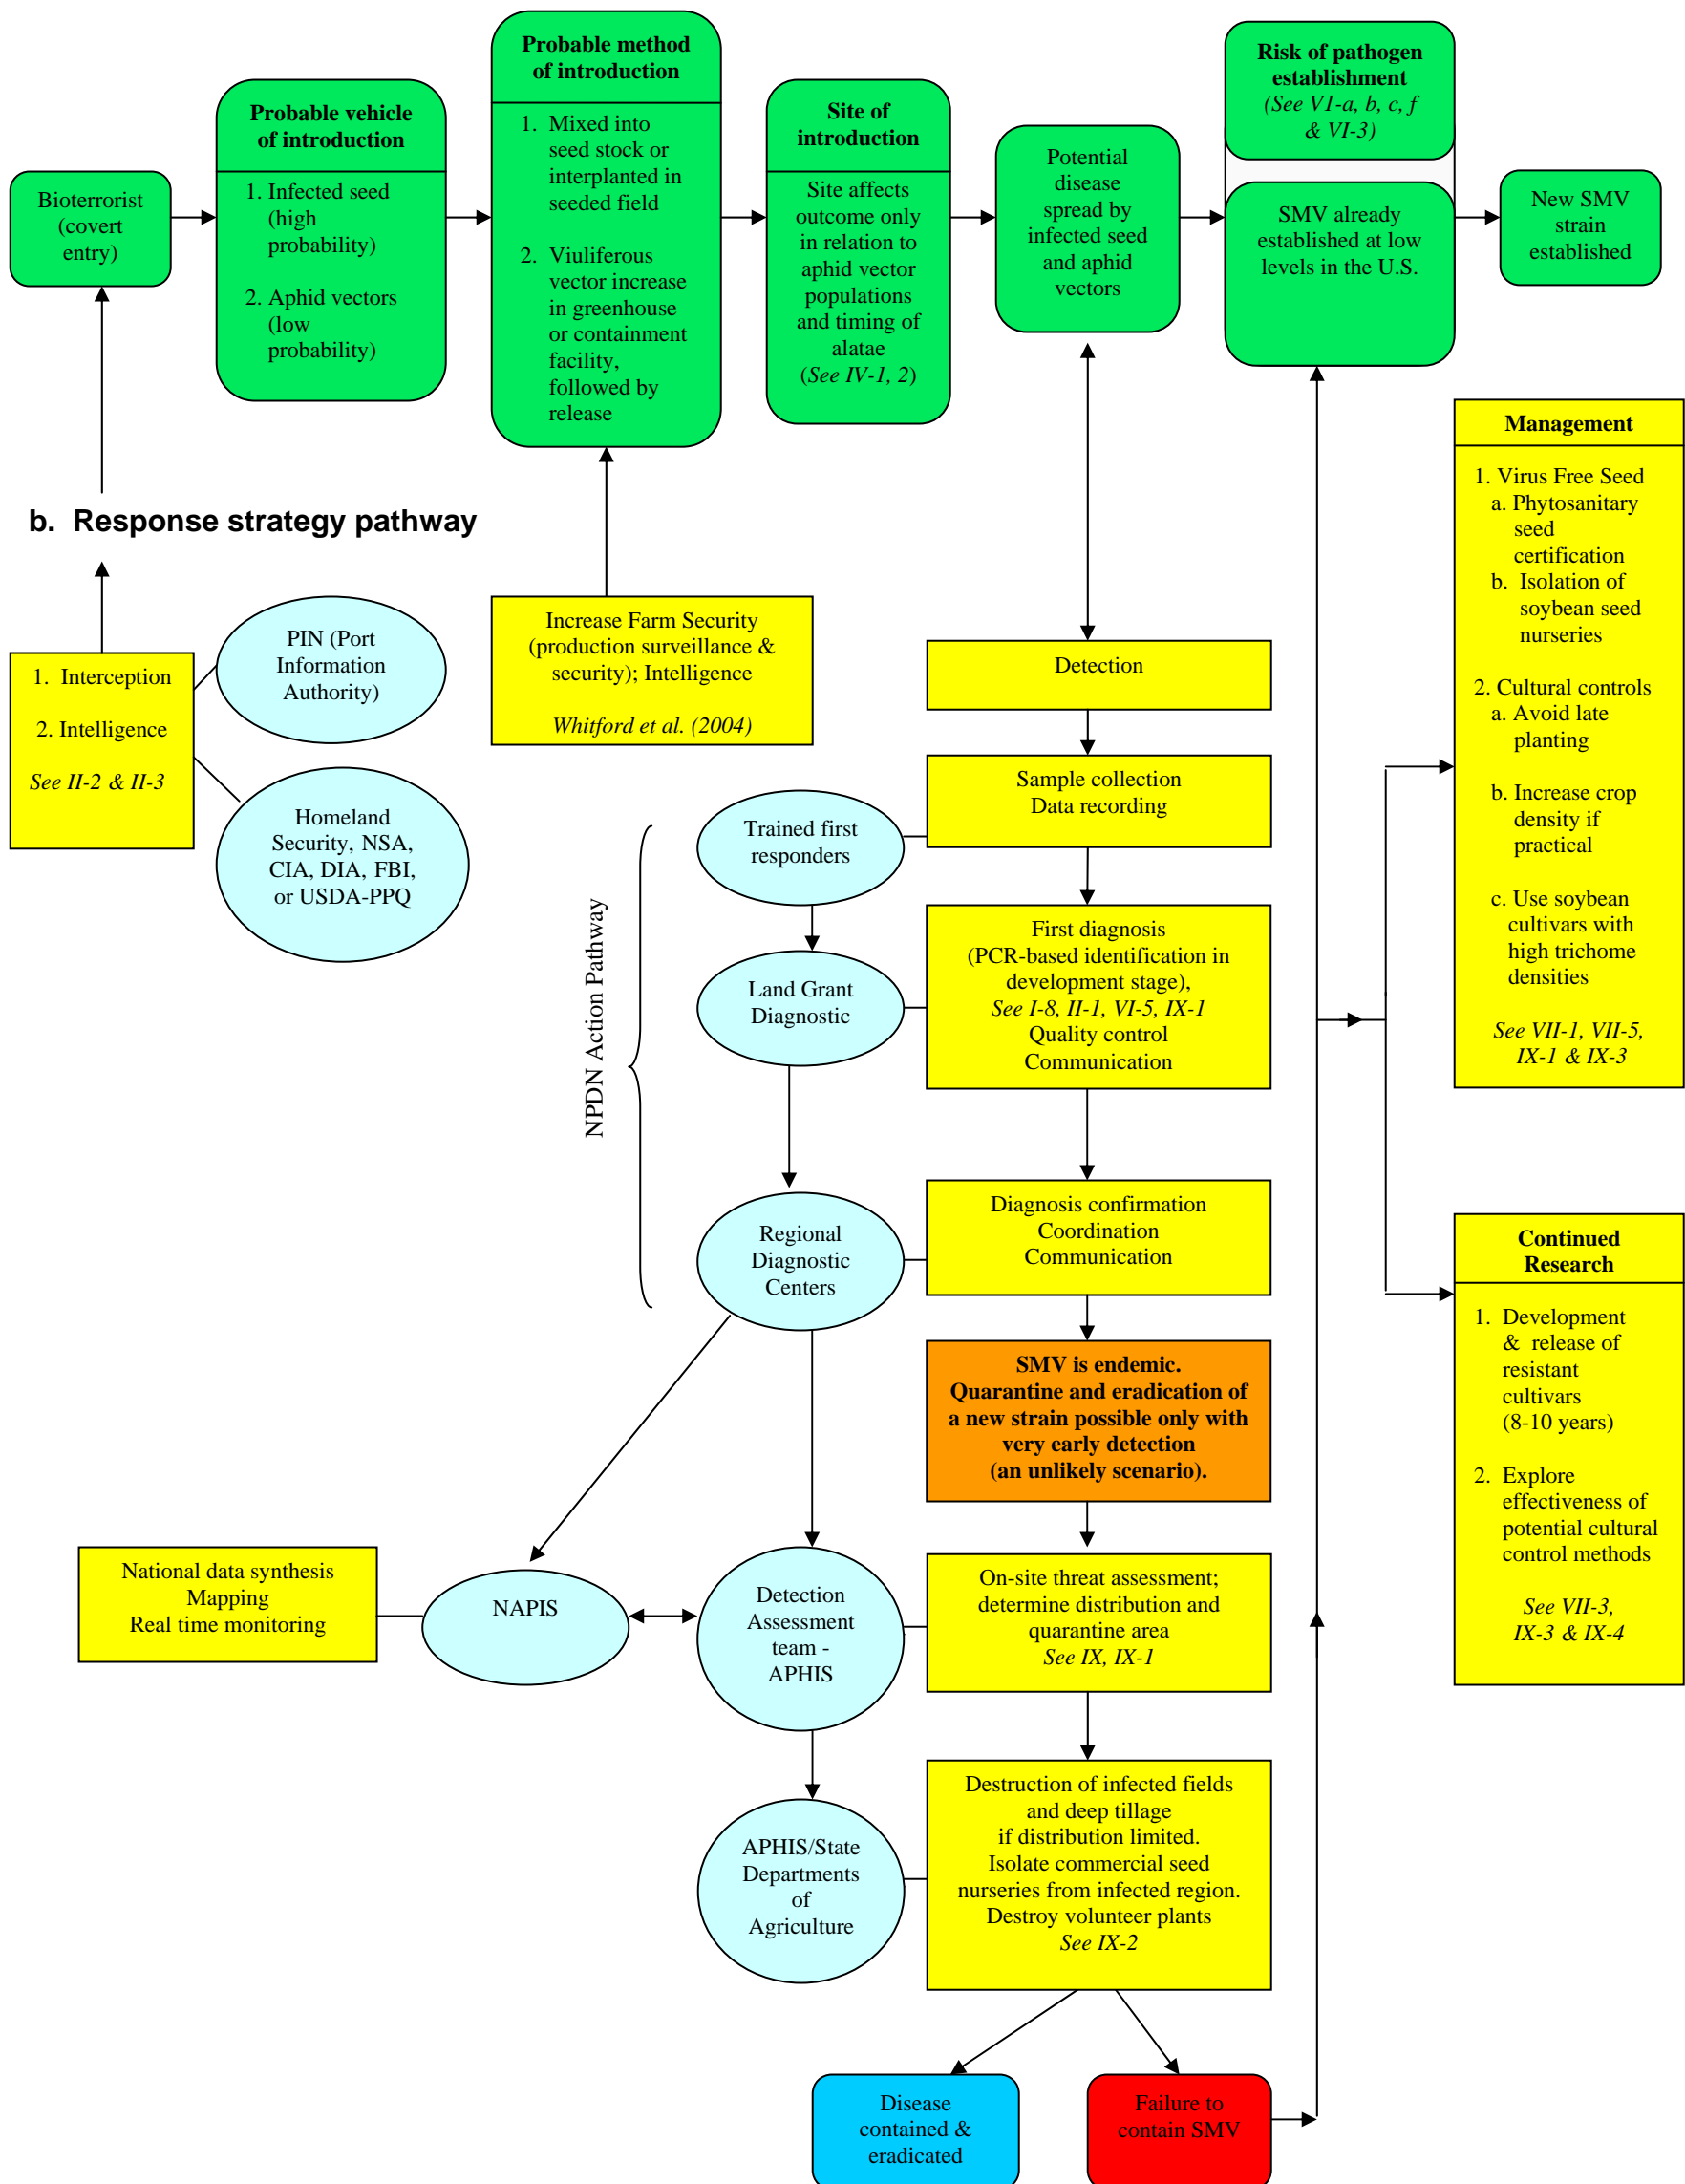 Bioterrorist
(covert
entry)
Probable vehicle
of introduction
1. Infected seed
(high
probability)
2. Aphid vectors
(low
probability)
Probable method
of introduction
1. Mixed into
seed stock or
interplanted in
seeded field
2. Viuliferous
vector increase
in greenhouse
or containment
facility,
followed by
release
Site of
introduction
Site affects
outcome only
in relation to
aphid vector
populations
and timing of
alatae
(See IV-1, 2)
Potential
disease
spread by
infected seed
and aphid
vectors
Risk of pathogen
establishment
(See V1-a, b, c, f
& VI-3)
SMV already
established at low
levels in the U.S.
New SMV
strain
established
b. Response strategy pathway
1. Interception
2. Intelligence
See II-2 & II-3
PIN (Port
Information
Authority)
Homeland
Security, NSA,
CIA, DIA, FBI,
or USDA-PPQ
Increase Farm Security
(production surveillance &
security); Intelligence
Whitford et al. (2004)
Detection
Sample collection
Data recording
Trained first
responders
NPDN Action Pathway
First diagnosis
(PCR-based identification in
development stage),
See I-8, II-1, VI-5, IX-1
Quality control
Communication
Land Grant
Diagnostic
Diagnosis confirmation
Coordination
Communication
Regional
Diagnostic
Centers
SMV is endemic.
Quarantine and eradication of
a new strain possible only with
very early detection
(an unlikely scenario).
National data synthesis
Mapping
Real time monitoring
NAPIS
Detection
Assessment
team -
APHIS
On-site threat assessment;
determine distribution and
quarantine area
See IX, IX-1
APHIS/State
Departments
of
Agriculture
Destruction of infected fields
and deep tillage
if distribution limited.
Isolate commercial seed
nurseries from infected region.
Destroy volunteer plants
See IX-2
Disease
contained &
eradicated
Failure to
contain SMV
Management
1. Virus Free Seed
a. Phytosanitary
seed
certification
b. Isolation of
soybean seed
nurseries
2. Cultural controls
a. Avoid late
planting
b. Increase crop
density if
practical
c. Use soybean
cultivars with
high trichome
densities
See VII-1, VII-5,
IX-1 & IX-3
Continued
Research
1. Development
& release of
resistant
cultivars
(8-10 years)
2. Explore
effectiveness of
potential cultural
control methods
See VII-3,
IX-3 & IX-4